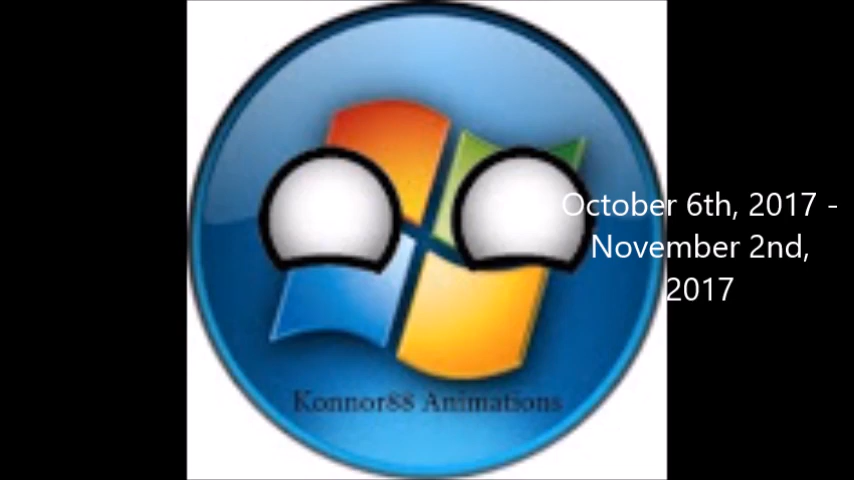 October 6th, 2017 -
November 2nd,
2017
Konnor88 Animations